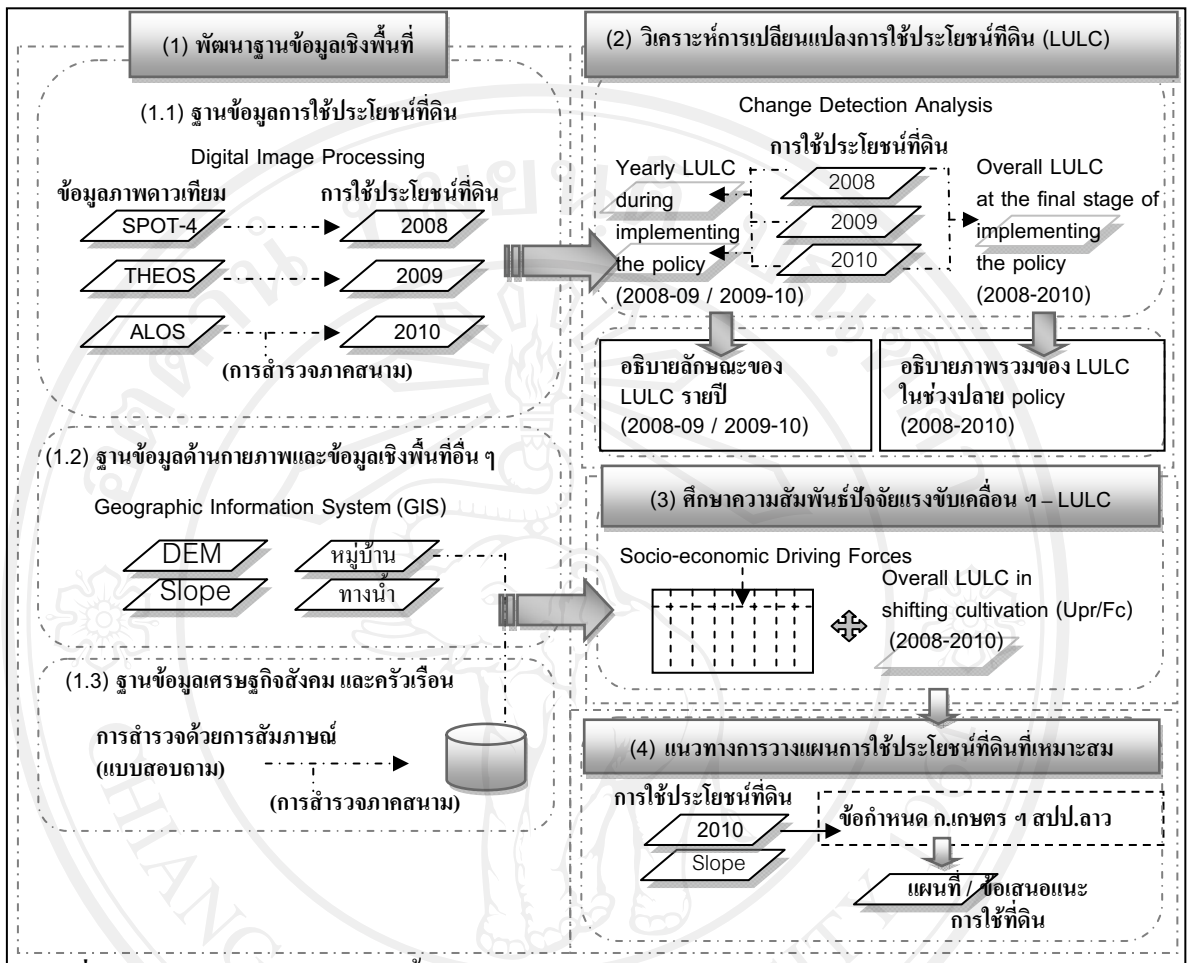 (1) พัฒนาฐานข้อมูลเชิงพื้นที่
(1.1) ฐานข้อมูลการใช้ประโยชน์ที่ดิน
Digital Image Processing
ข้อมูลภาพดาวเทียม
การใช้ประโยชน์ที่ดิน
SPOT-4
2008
THEOS
2009
ALOS
2010
(การสำรวจภาคสนาม)
(1.2) ฐานข้อมูลด้านกายภาพและข้อมูลเชิงพื้นที่อื่น ๆ
Geographic Information System (GIS)
DEM
หมู่บ้าน
Slope
ทางน้ำ
(1.3) ฐานข้อมูลเศรษฐกิจสังคม และครัวเรือน
การสำรวจด้วยการสัมภาษณ์
(แบบสอบถาม)
(การสำรวจภาคสนาม)
(2) วิเคราะห์การเปลี่ยนแปลงการใช้ประโยชน์ที่ดิน (LULC)
Change Detection Analysis
การใช้ประโยชน์ที่ดิน
Yearly LULC
during
implementing
the policy
(2008-09 / 2009-10)
2008
2009
2010
Overall LULC
at the final stage of
implementing
the policy
(2008-2010)
อธิบายลักษณะของ
LULC รายปี
(2008-09 / 2009-10)
อธิบายภาพรวมของ LULC
ในช่วงปลาย policy
(2008-2010)
(3) ศึกษาความสัมพันธ์ปัจจัยแรงขับเคลื่อน ฯ – LULC
Socio-economic Driving Forces
Overall LULC in
shifting cultivation (Upr/Fc)
(2008-2010)
(4) แนวทางการวางแผนการใช้ประโยชน์ที่ดินที่เหมาะสม
การใช้ประโยชน์ที่ดิน
2010
Slope
ข้อกำหนด ก.เกษตร ฯ สปป.ลาว
แผนที่ / ข้อเสนอแนะ
การใช้ที่ดิน